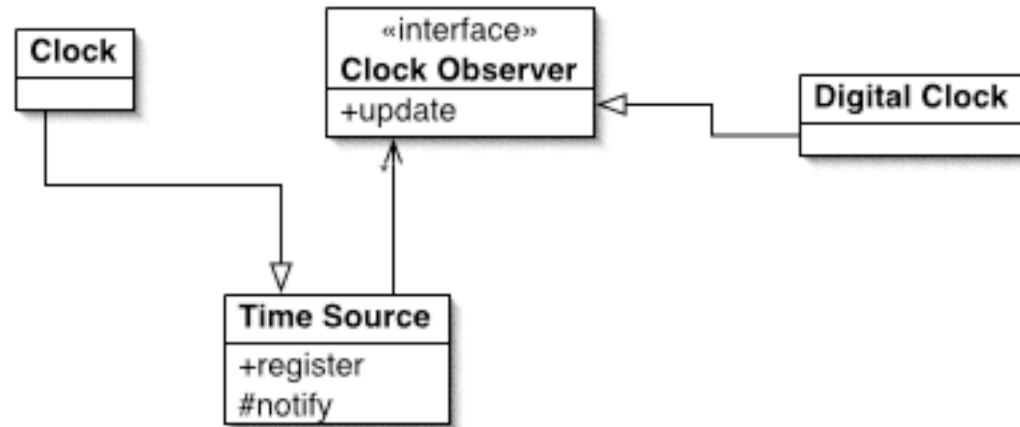 Clock
«interface»
Clock Observer
+update
Digital Clock
Time Source
+register
#notify